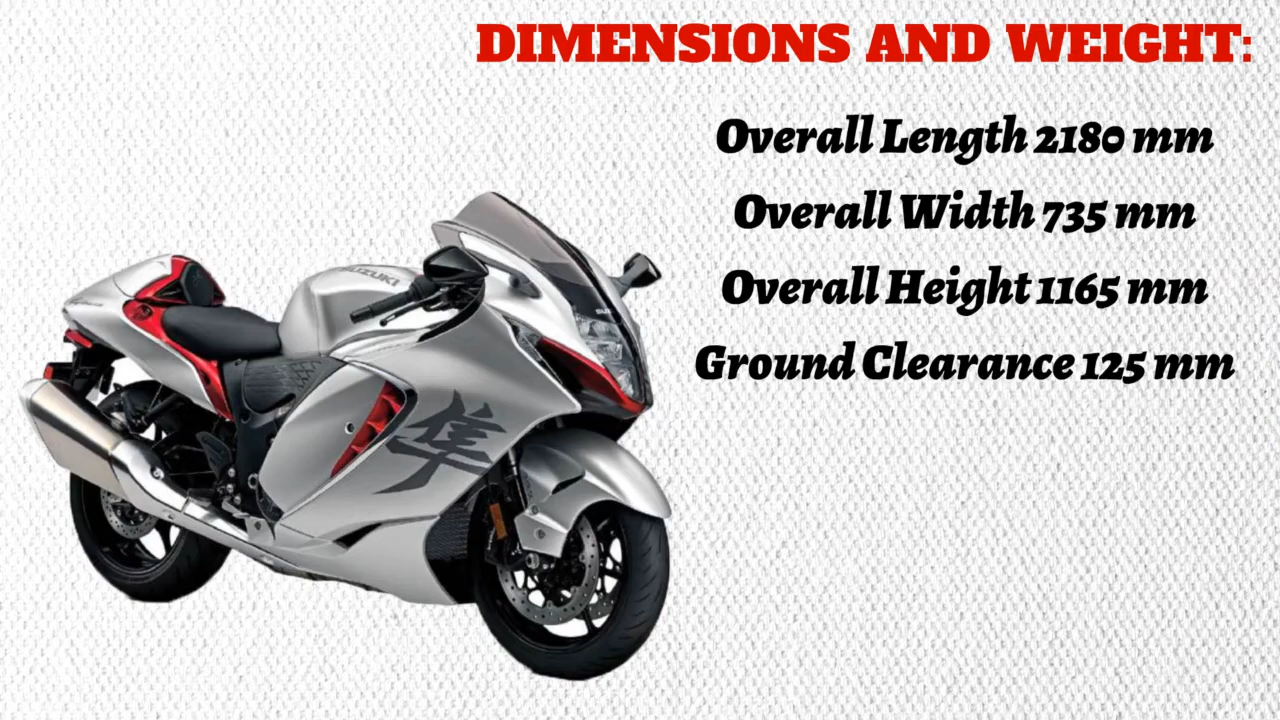 DIMENSIONS AND WEIGHT:
Overall Length 2180 mm
Overall Width 735 mm
Overall Height 1165 mm
Ground Clearance 125 mm
SUZUKI
隼